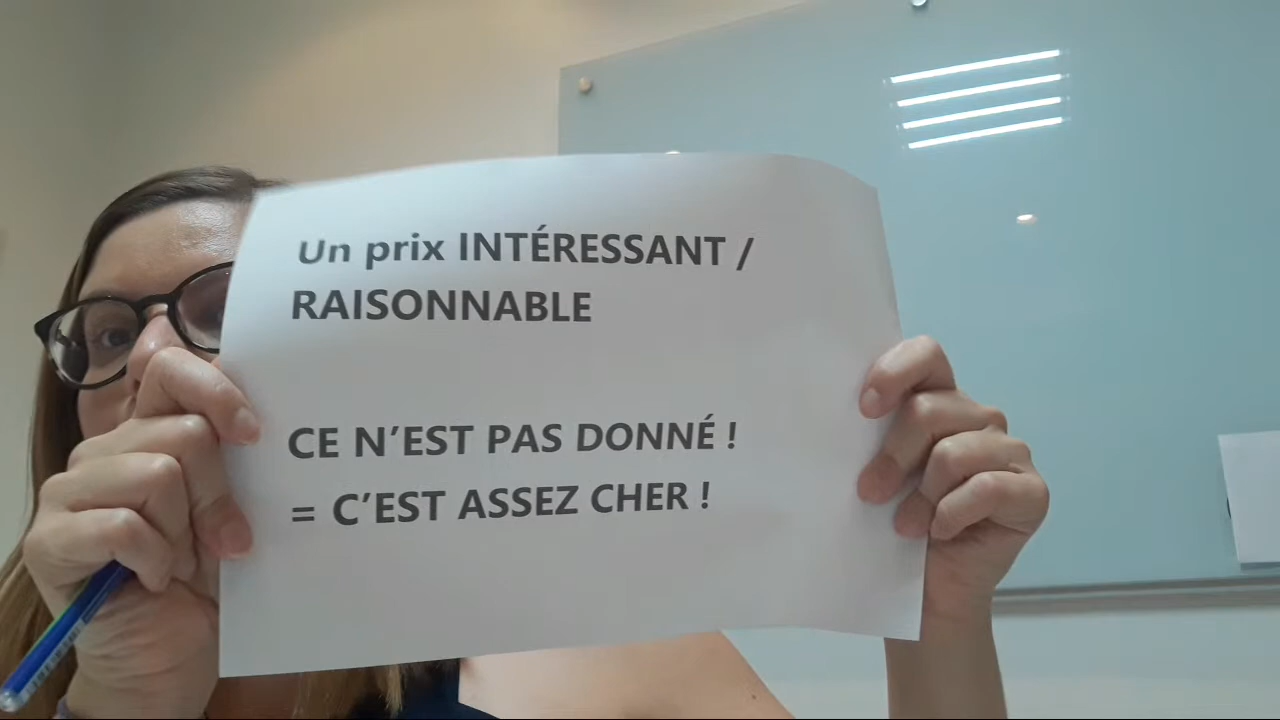 Un prix INTÉRESSANT /
RAISONNABLE
CE N'EST PAS DONNÉ !
= C'EST ASSEZ CHER !